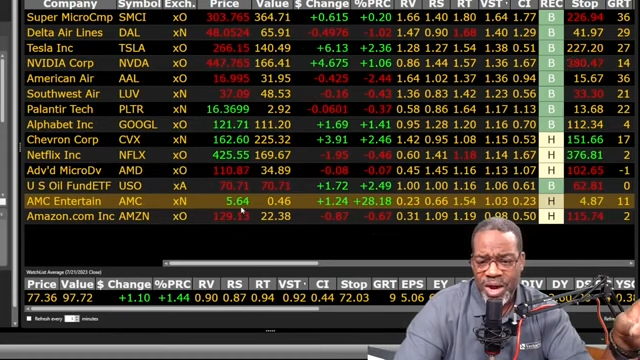 Company Symbol Exch. Price Value $ Change %PRC RV RS RT VST CI REC Stop GRT
Super MicroCmp SMCI xO 303.765 364.71 +0.615 +0.20 1.66 1.40 1.80 1.64 1.77 B 226.94 36
Delta Air Lines DAL xN 48.0524 65.91 -0.4976 -1.02 1.47 0.90 1.68 1.40 1.29 B 41.97 29
Tesla Inc TSLA xO 266.15 140.49 +6.13 +2.36 1.28 1.27 1.54 1.38 0.51 B 227.20 27
NVIDIA Corp NVDA xO 447.765 166.41 +4.675 +1.06 0.86 1.44 1.57 1.36 1.67 B 380.47 14
American Air AAL xO 16.995 31.95 -0.425 -2.44 1.64 1.02 1.37 1.36 0.94 B 15.67 36
Southwest Air LUV xN 37.09 48.53 -0.16 -0.43 1.36 0.83 1.42 1.23 0.56 B 33.30 21
Palantir Tech PLTR xN 16.3699 2.92 -0.0601 -0.37 0.58 1.26 1.64 1.17 1.13 B 13.68 22
Alphabet Inc GOOGL xO 121.71 111.20 +1.69 +1.41 0.95 1.28 1.20 1.16 0.70 B 112.34 4
Chevron Corp CVX xN 162.60 225.32 +3.91 +2.46 1.42 0.95 1.08 1.15 0.53 H 151.66 17
Netflix Inc NFLX xO 425.55 169.67 -1.95 -0.46 0.60 1.41 1.18 1.14 1.67 H 376.81 2
Adv'd MicroDv AMD xO 110.87 34.89 -0.08 -0.07 0.45 1.18 1.51 1.16 1.13 H 102.65 -1
U S Oil FundETF USO xA 70.71 70.71 +1.72 +2.49 1.00 1.00 1.16 1.06 0.61 B 62.81 0
AMC Entertain AMC xN 5.64 0.46 +1.24 +28.18 0.23 0.66 1.54 1.03 0.23 H 4.87 11
Amazon.com Inc AMZN xO 129.13 22.38 -0.87 -0.67 0.31 1.09 1.19 0.98 0.50 H 115.74 2
WatchList Average (7/21/2023 Close)
Price Value $ Change %PRC RV RS RT VST CI Stop GRT EPS EY DIV DY
77.36 97.72 +1.10 +1.44 0.90 0.87 0.94 0.92 0.44 72.03 9 5.06
Refresh every 5 minutes